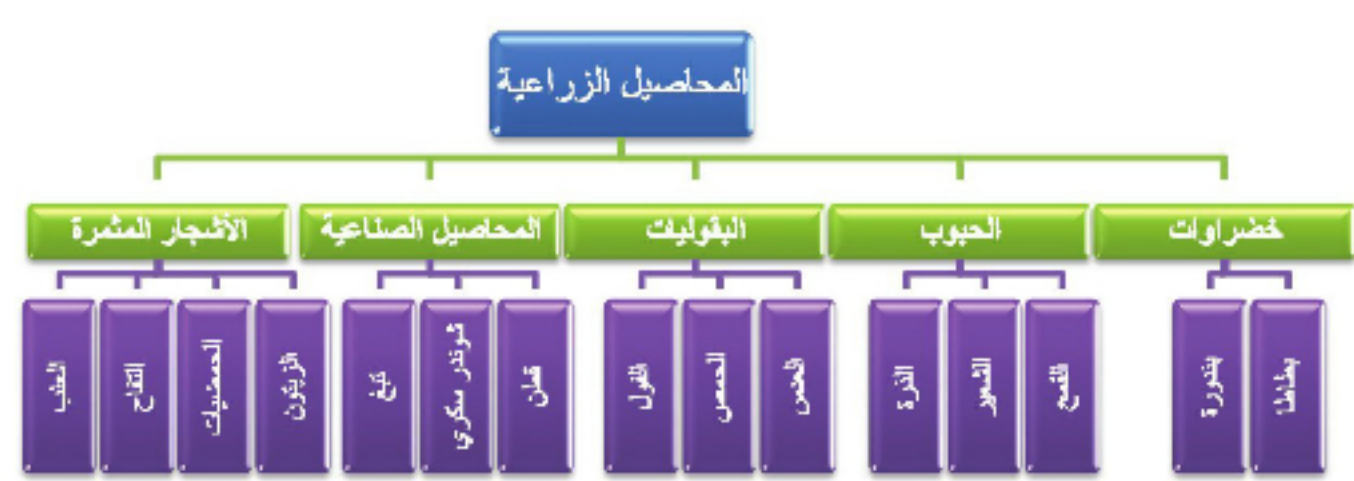 المحاصيل الزراعية
خضراوات
الحبوب
البقوليات
المحاصيل الصناعية
الأشجار المثمرة
بطاطا
بندورة
القمح
الشعير
الذرة
العدس
الحمص
الفول
قطن
شوندر سكري
تبغ
الزيتون
الحمضيات
التفاح
العنب